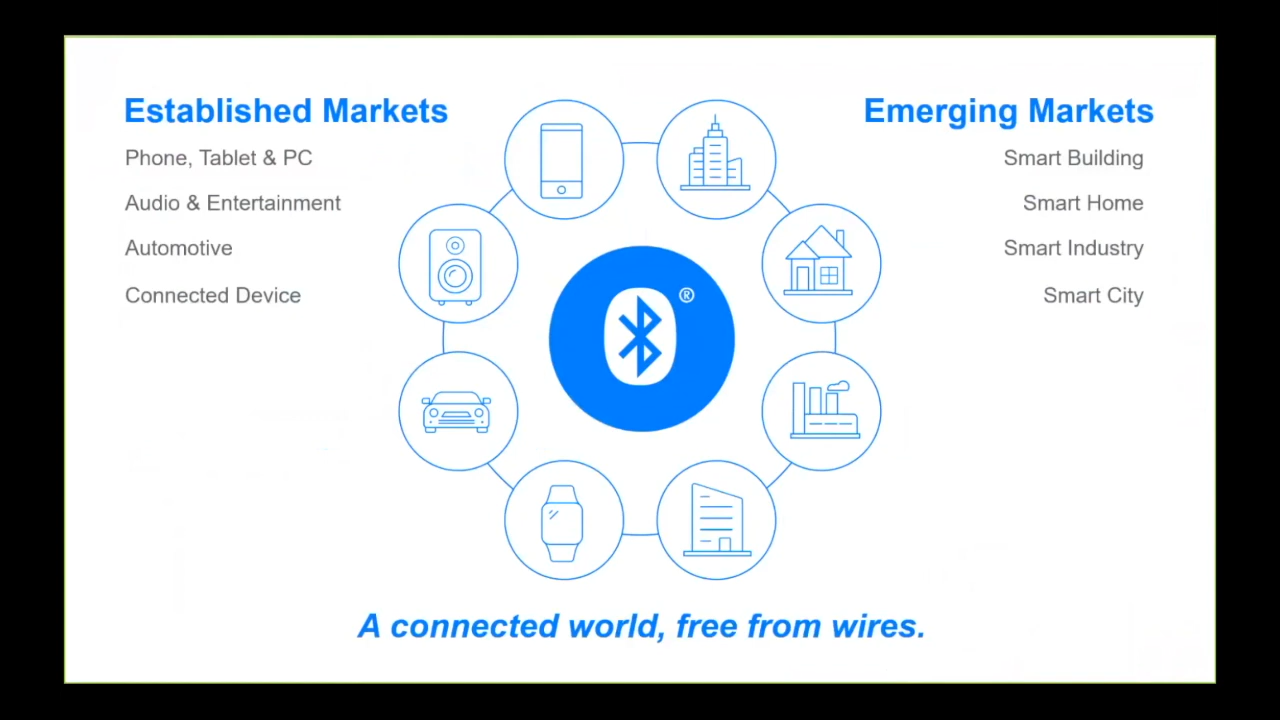 Established Markets
Phone, Tablet & PC
Audio & Entertainment
Automotive
Connected Device
Emerging Markets
Smart Building
Smart Home
Smart Industry
Smart City
®
A connected world, free from wires.